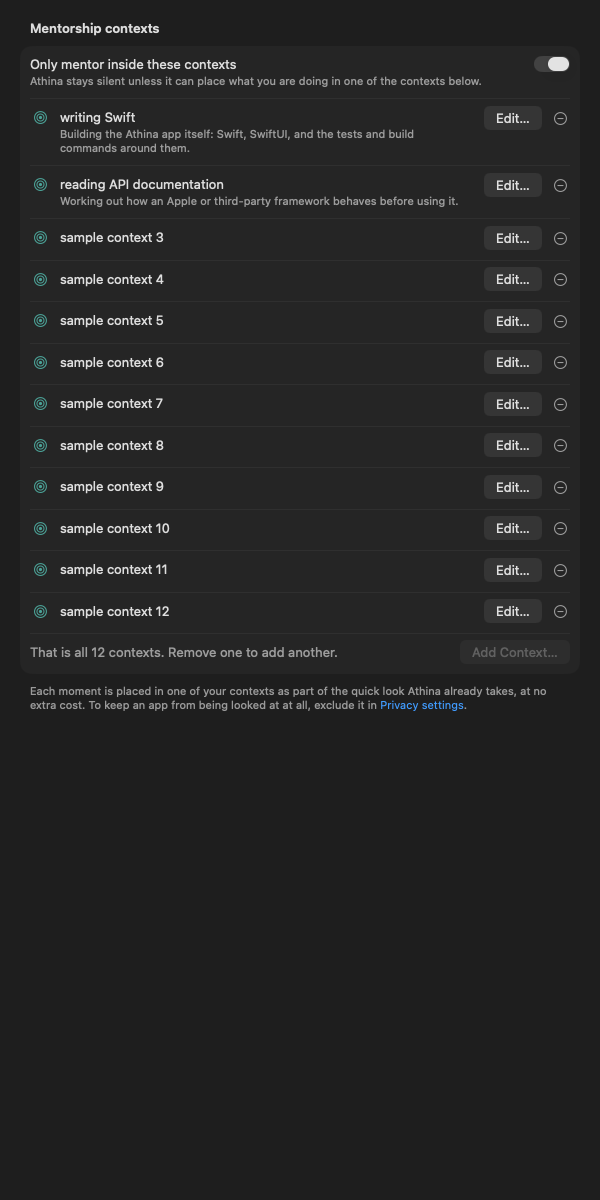 Mentorship contexts
Only mentor inside these contexts
Athina stays silent unless it can place what you are doing in one of the contexts below.
writing Swift
Edit...
Building the Athina app itself: Swift, SwiftUI, and the tests and build
commands around them.
reading API documentation
Edit...
Working out how an Apple or third-party framework behaves before using it.
sample context 3
Edit...
sample context 4
Edit...
sample context 5
Edit...
sample context 6
Edit...
sample context 7
Edit...
sample context 8
Edit...
sample context 9
Edit...
sample context 10
Edit...
sample context 11
Edit...
sample context 12
Edit...
That is all 12 contexts. Remove one to add another.
Add Context...
Each moment is placed in one of your contexts as part of the quick look Athina already takes, at no
extra cost. To keep an app from being looked at at all, exclude it in Privacy settings.